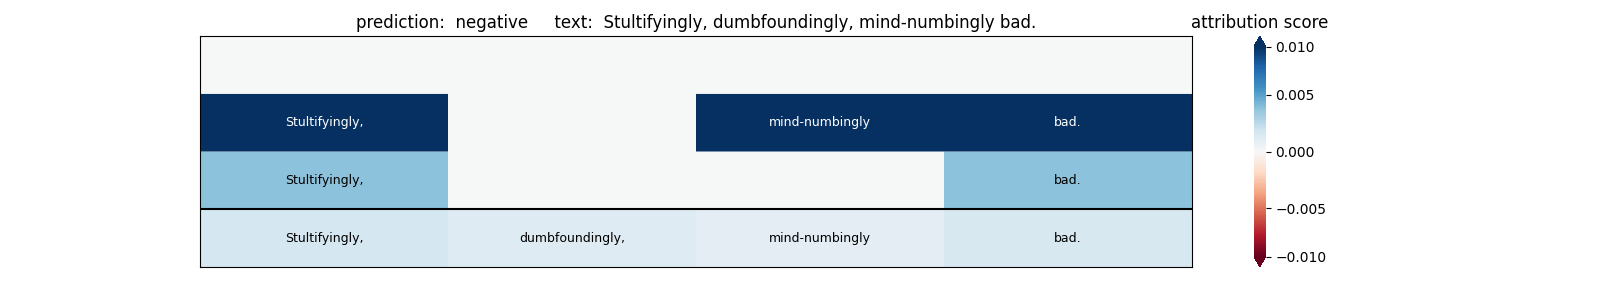 prediction:  negative     text:  Stultifyingly, dumbfoundingly, mind-numbingly bad.
attribution score
Stultifyingly, mind-numbingly bad.
Stultifyingly, bad.
Stultifyingly, dumbfoundingly, mind-numbingly bad.
0.010
0.005
0.000
−0.005
−0.010